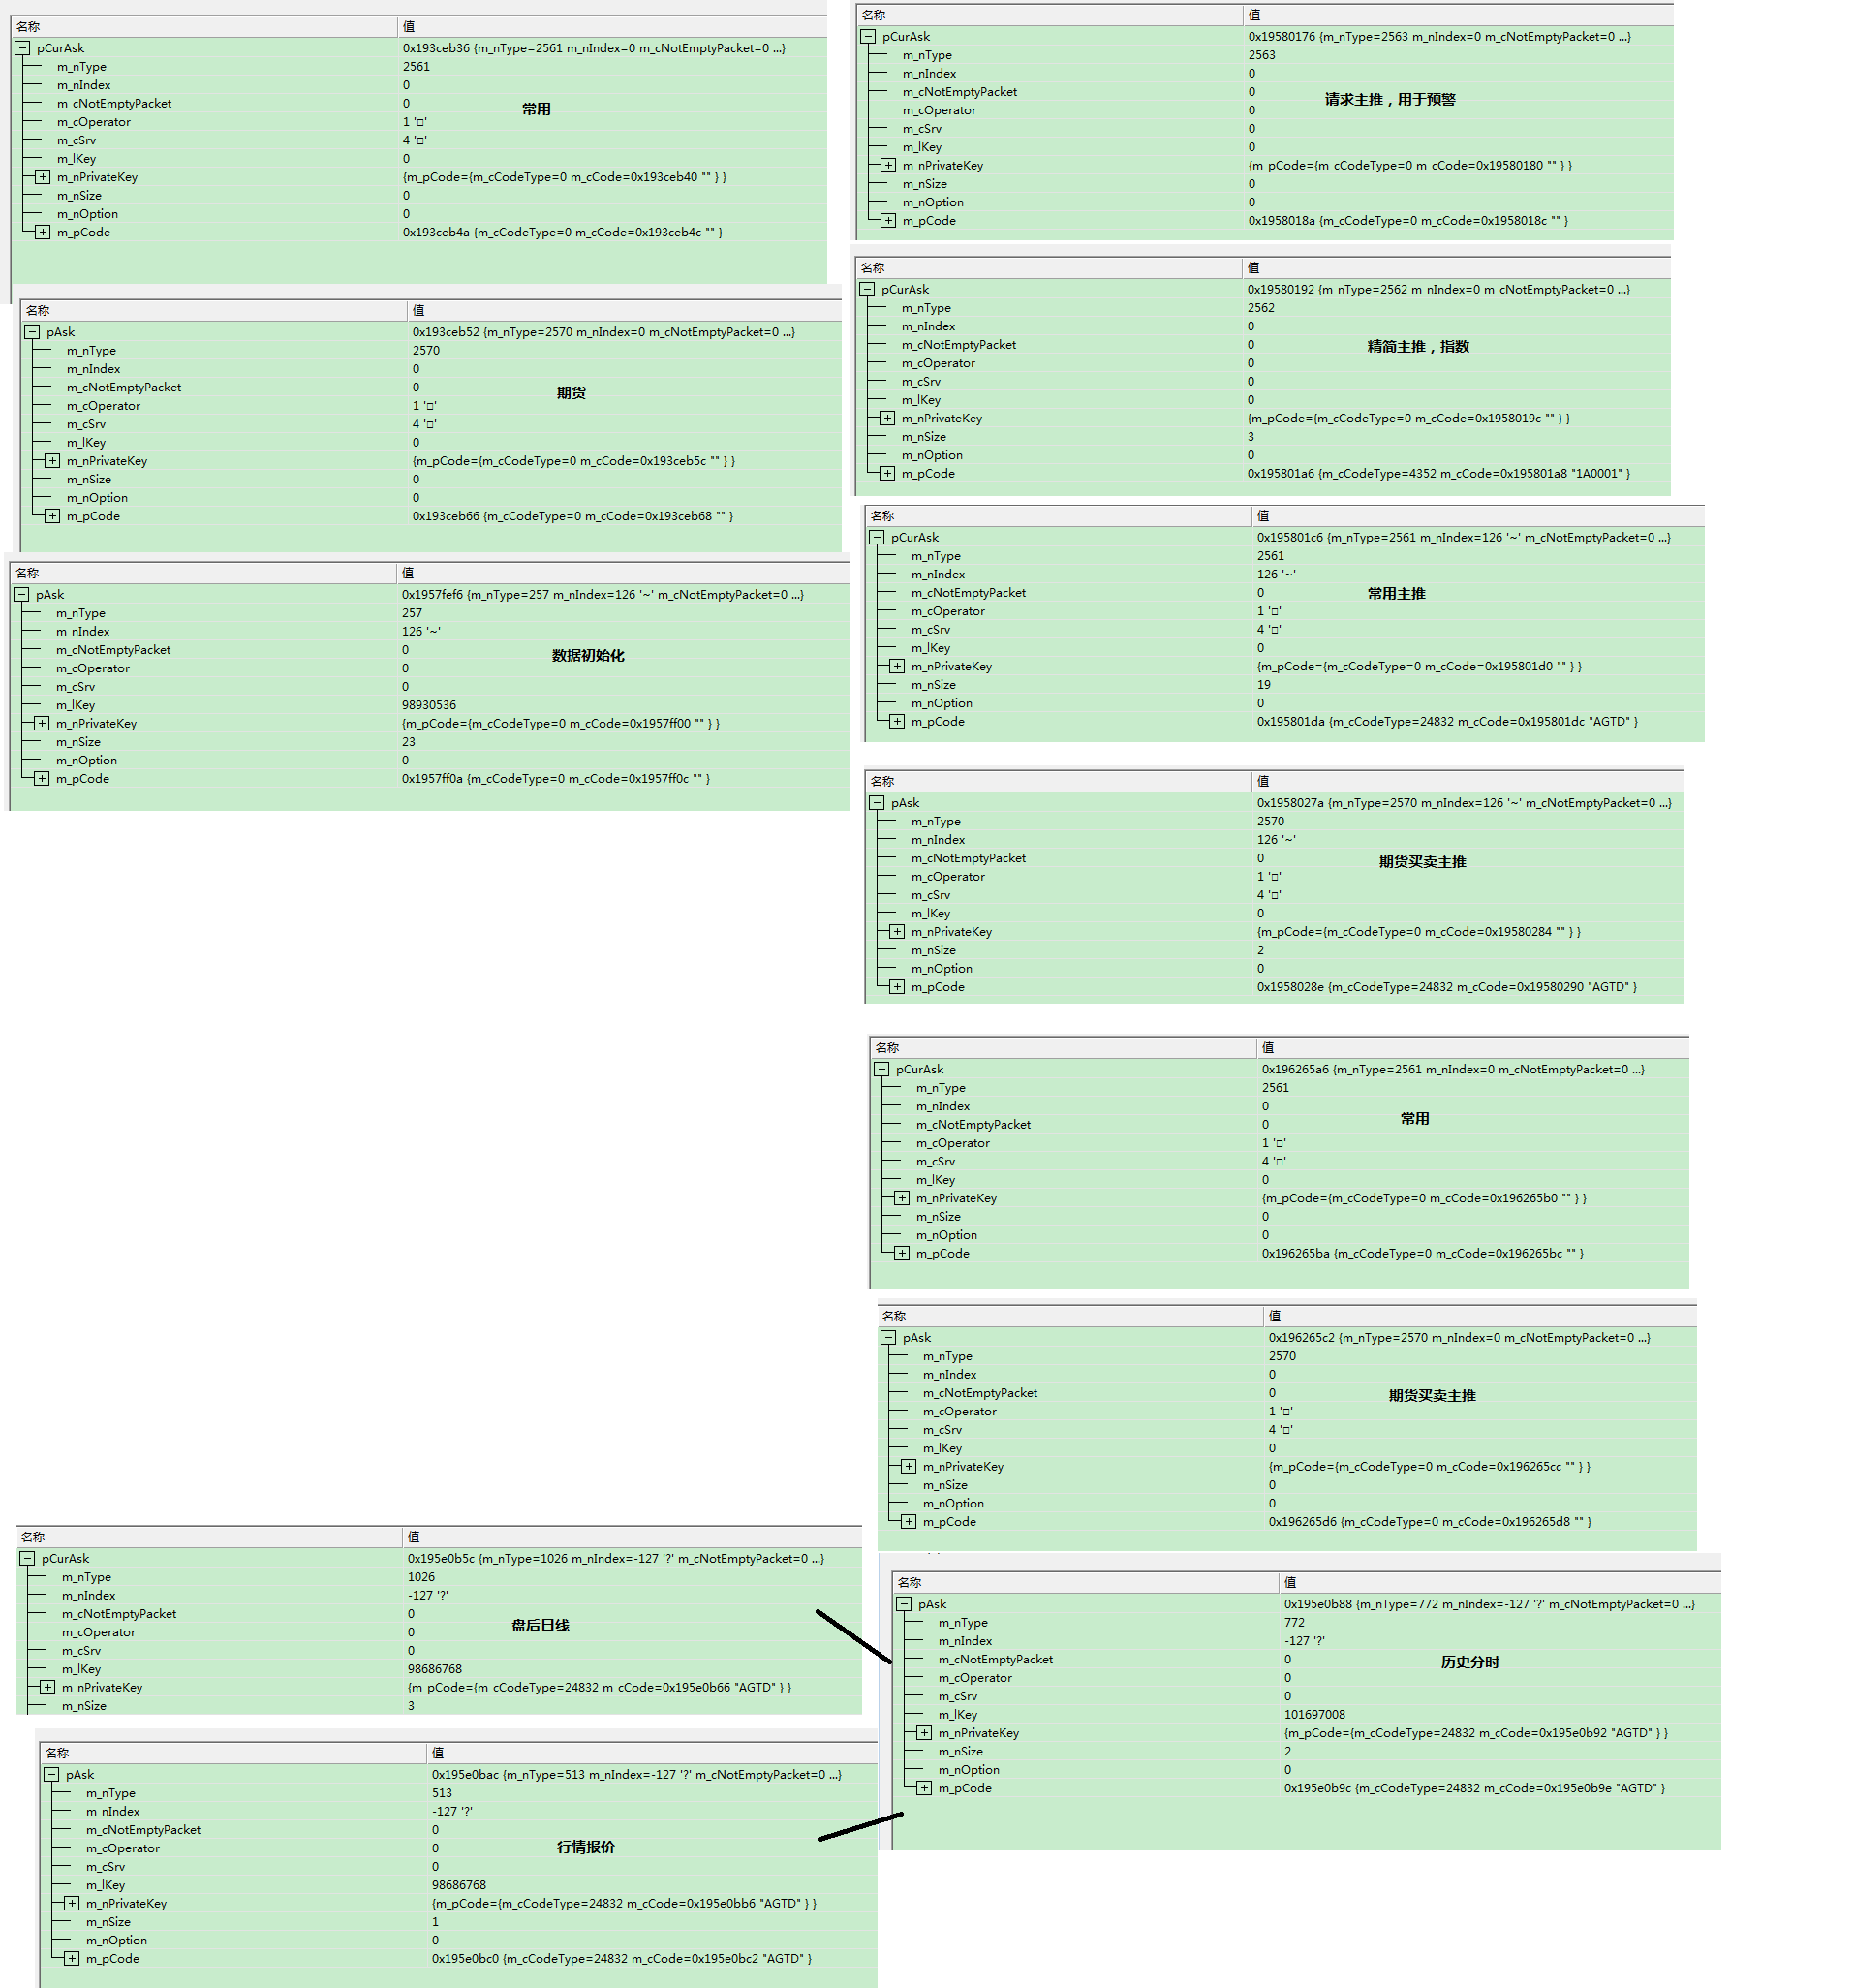 名称 值
pCurAsk 0x193ceb36 {m_nType=2561 m_nIndex=0 m_cNotEmptyPacket=0 ...}
m_nType 2561
m_nIndex 0
m_cNotEmptyPacket 0
常用
m_cOperator 1 '□'
m_cSrv 4 '□'
m_lKey 0
m_nPrivateKey {m_pCode={m_cCodeType=0 m_cCode=0x193ceb40 "" } }
m_nSize 0
m_nOption 0
m_pCode 0x193ceb4a {m_cCodeType=0 m_cCode=0x193ceb4c "" }
名称 值
pAsk 0x193ceb52 {m_nType=2570 m_nIndex=0 m_cNotEmptyPacket=0 ...}
m_nType 2570
m_nIndex 0
m_cNotEmptyPacket 0
期货
m_cOperator 1 '□'
m_cSrv 4 '□'
m_lKey 0
m_nPrivateKey {m_pCode={m_cCodeType=0 m_cCode=0x193ceb5c "" } }
m_nSize 0
m_nOption 0
m_pCode 0x193ceb66 {m_cCodeType=0 m_cCode=0x193ceb68 "" }
名称 值
pAsk 0x1957fef6 {m_nType=257 m_nIndex=126 '~' m_cNotEmptyPacket=0 ...}
m_nType 257
m_nIndex 126 '~'
m_cNotEmptyPacket 0
数据初始化
m_cOperator 0
m_cSrv 0
m_lKey 98930536
m_nPrivateKey {m_pCode={m_cCodeType=0 m_cCode=0x1957ff00 "" } }
m_nSize 23
m_nOption 0
m_pCode 0x1957ff0a {m_cCodeType=0 m_cCode=0x1957ff0c "" }
名称 值
pCurAsk 0x19580176 {m_nType=2563 m_nIndex=0 m_cNotEmptyPacket=0 ...}
m_nType 2563
m_nIndex 0
m_cNotEmptyPacket 0
请求主推，用于预警
m_cOperator 0
m_cSrv 0
m_lKey 0
m_nPrivateKey {m_pCode={m_cCodeType=0 m_cCode=0x19580180 "" } }
m_nSize 0
m_nOption 0
m_pCode 0x1958018a {m_cCodeType=0 m_cCode=0x1958018c "" }
名称 值
pCurAsk 0x19580192 {m_nType=2562 m_nIndex=0 m_cNotEmptyPacket=0 ...}
m_nType 2562
m_nIndex 0
m_cNotEmptyPacket 0
精简主推，指数
m_cOperator 0
m_cSrv 0
m_lKey 0
m_nPrivateKey {m_pCode={m_cCodeType=0 m_cCode=0x1958019c "" } }
m_nSize 3
m_nOption 0
m_pCode 0x195801a6 {m_cCodeType=4352 m_cCode=0x195801a8 "1A0001" }
名称 值
pCurAsk 0x195801c6 {m_nType=2561 m_nIndex=126 '~' m_cNotEmptyPacket=0 ...}
m_nType 2561
m_nIndex 126 '~'
m_cNotEmptyPacket 0
常用主推
m_cOperator 1 '□'
m_cSrv 4 '□'
m_lKey 0
m_nPrivateKey {m_pCode={m_cCodeType=0 m_cCode=0x195801d0 "" } }
m_nSize 19
m_nOption 0
m_pCode 0x195801da {m_cCodeType=24832 m_cCode=0x195801dc "AGTD" }
名称 值
pAsk 0x1958027a {m_nType=2570 m_nIndex=126 '~' m_cNotEmptyPacket=0 ...}
m_nType 2570
m_nIndex 126 '~'
m_cNotEmptyPacket 0
期货买卖主推
m_cOperator 1 '□'
m_cSrv 4 '□'
m_lKey 0
m_nPrivateKey {m_pCode={m_cCodeType=0 m_cCode=0x19580284 "" } }
m_nSize 2
m_nOption 0
m_pCode 0x1958028e {m_cCodeType=24832 m_cCode=0x19580290 "AGTD" }
名称 值
pCurAsk 0x196265a6 {m_nType=2561 m_nIndex=0 m_cNotEmptyPacket=0 ...}
m_nType 2561
m_nIndex 0
m_cNotEmptyPacket 0
常用
m_cOperator 1 '□'
m_cSrv 4 '□'
m_lKey 0
m_nPrivateKey {m_pCode={m_cCodeType=0 m_cCode=0x196265b0 "" } }
m_nSize 0
m_nOption 0
m_pCode 0x196265ba {m_cCodeType=0 m_cCode=0x196265bc "" }
名称 值
pAsk 0x196265c2 {m_nType=2570 m_nIndex=0 m_cNotEmptyPacket=0 ...}
m_nType 2570
m_nIndex 0
m_cNotEmptyPacket 0
期货买卖主推
m_cOperator 1 '□'
m_cSrv 4 '□'
m_lKey 0
m_nPrivateKey {m_pCode={m_cCodeType=0 m_cCode=0x196265cc "" } }
m_nSize 0
m_nOption 0
m_pCode 0x196265d6 {m_cCodeType=0 m_cCode=0x196265d8 "" }
名称 值
pCurAsk 0x195e0b5c {m_nType=1026 m_nIndex=-127 '?' m_cNotEmptyPacket=0 ...}
m_nType 1026
m_nIndex -127 '?'
m_cNotEmptyPacket 0
盘后日线
m_cOperator 0
m_cSrv 0
m_lKey 98686768
m_nPrivateKey {m_pCode={m_cCodeType=24832 m_cCode=0x195e0b66 "AGTD" } }
m_nSize 3
名称 值
pAsk 0x195e0b88 {m_nType=772 m_nIndex=-127 '?' m_cNotEmptyPacket=0 ...}
m_nType 772
m_nIndex -127 '?'
m_cNotEmptyPacket 0
历史分时
m_cOperator 0
m_cSrv 0
m_lKey 101697008
m_nPrivateKey {m_pCode={m_cCodeType=24832 m_cCode=0x195e0b92 "AGTD" } }
m_nSize 2
m_nOption 0
m_pCode 0x195e0b9c {m_cCodeType=24832 m_cCode=0x195e0b9e "AGTD" }
名称 值
pAsk 0x195e0bac {m_nType=513 m_nIndex=-127 '?' m_cNotEmptyPacket=0 ...}
m_nType 513
m_nIndex -127 '?'
m_cNotEmptyPacket 0
行情报价
m_cOperator 0
m_cSrv 0
m_lKey 98686768
m_nPrivateKey {m_pCode={m_cCodeType=24832 m_cCode=0x195e0bb6 "AGTD" } }
m_nSize 1
m_nOption 0
m_pCode 0x195e0bc0 {m_cCodeType=24832 m_cCode=0x195e0bc2 "AGTD" }